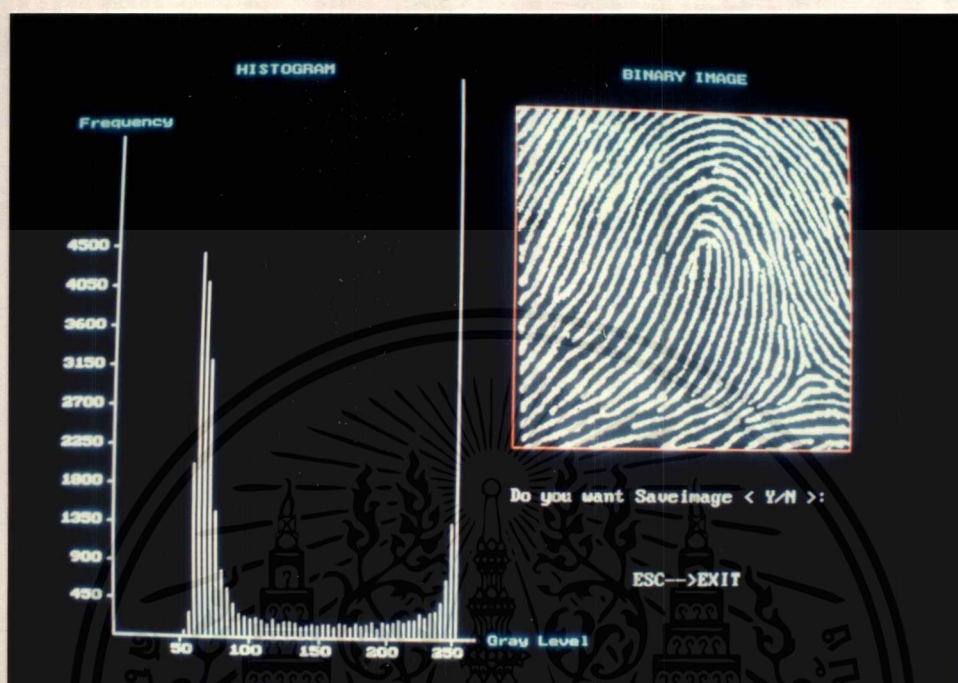 HISTOGRAM
Frequency
4500
4050
3600
3150
2700
2250
1800
1350
900
450
50 100 150 200 250
Gray Level
BINARY IMAGE
Do you want Saveimage < Y/N >:
ESC-->EXIT